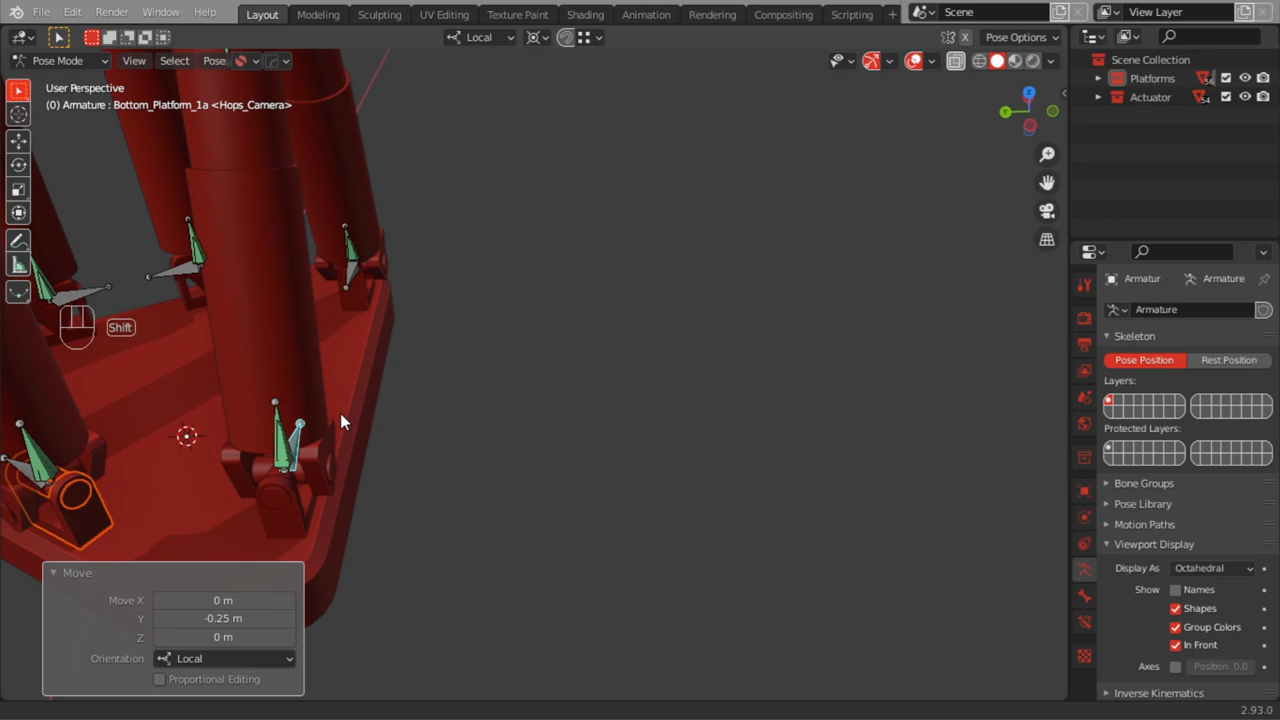 File Edit Render Window Help Layout Modeling Sculpting UV Editing Texture Paint Shading Animation Rendering Compositing Scripting + Scene View Layer
Local Pose Options
Pose Mode View Select Pose
User Perspective
(0) Armature : Bottom_Platform_1a <Hops_Camera>
Z
Y
Shift
Move
Move X 0 m
Y -0.25 m
Z 0 m
Orientation Local
Proportional Editing
Scene Collection
Platforms 56
Actuator 54
Armatur Armature
Armature
Skeleton
Pose Position Rest Position
Layers:
Protected Layers:
Bone Groups
Pose Library
Motion Paths
Viewport Display
Display As Octahedral
Show Names
Shapes
Group Colors
In Front
Axes Position 0.0
Inverse Kinematics
2.93.0